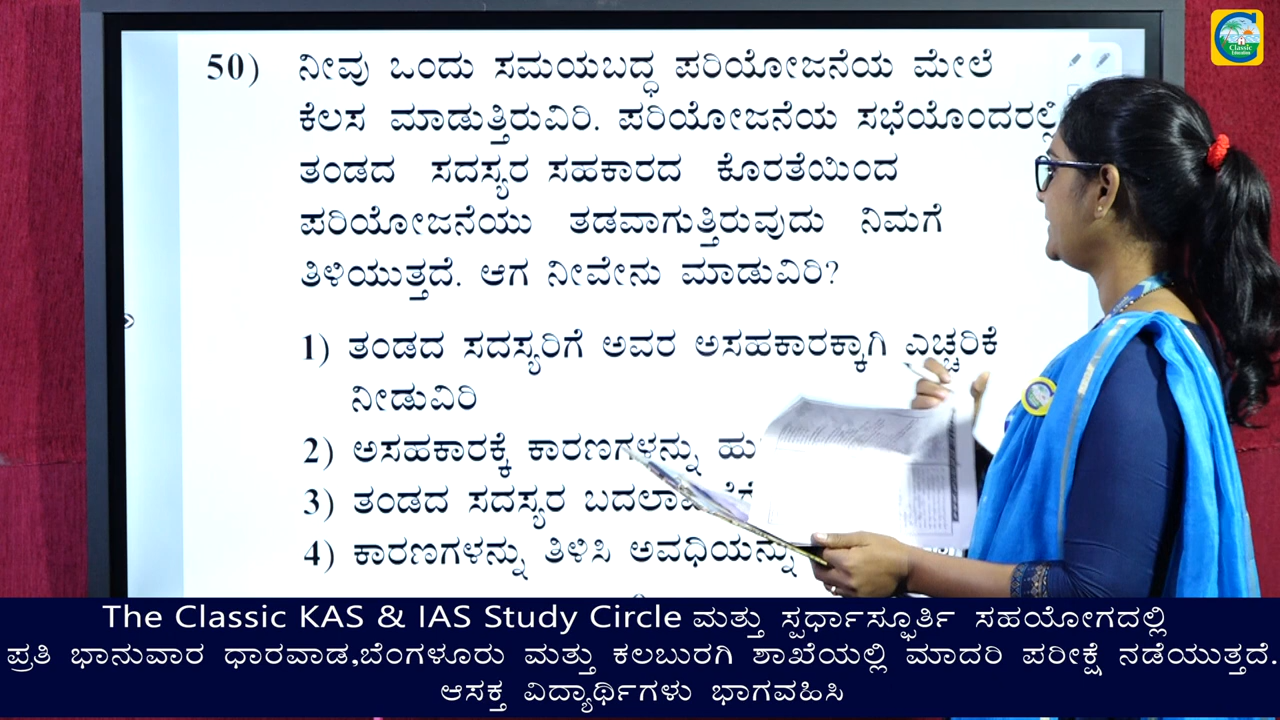 50) ನೀವು ಒಂದು ಸಮಯಬದ್ಧ ಪರಿಯೋಜನೆಯ ಮೇಲೆ
ಕೆಲಸ ಮಾಡುತ್ತಿರುವಿರಿ. ಪರಿಯೋಜನೆಯ ಸಭೆಯೊಂದರಲ್ಲಿ
ತಂಡದ ಸದಸ್ಯರ ಸಹಕಾರದ ಕೊರತೆಯಿಂದ
ಪರಿಯೋಜನೆಯು ತಡವಾಗುತ್ತಿರುವುದು ನಿಮಗೆ
ತಿಳಿಯುತ್ತದೆ. ಆಗ ನೀವೇನು ಮಾಡುವಿರಿ?
1) ತಂಡದ ಸದಸ್ಯರಿಗೆ ಅವರ ಅಸಹಕಾರಕ್ಕಾಗಿ ಎಚ್ಚರಿಕೆ
ನೀಡುವಿರಿ
2) ಅಸಹಕಾರಕ್ಕೆ ಕಾರಣಗಳನ್ನು
3) ತಂಡದ ಸದಸ್ಯರ
4) ಕಾರಣಗಳನ್ನು ತಿಳಿಸಿ ಅವಧಿಯನ್ನು
Classic
Education
The Classic KAS & IAS Study Circle ಮತ್ತು ಸ್ಪರ್ಧಾಸ್ಫೂರ್ತಿ ಸಹಯೋಗದಲ್ಲಿ
ಪ್ರತಿ ಭಾನುವಾರ ಧಾರವಾಡ,ಬೆಂಗಳೂರು ಮತ್ತು ಕಲಬುರಗಿ ಶಾಖೆಯಲ್ಲಿ ಮಾದರಿ ಪರೀಕ್ಷೆ ನಡೆಯುತ್ತದೆ.
ಆಸಕ್ತ ವಿದ್ಯಾರ್ಥಿಗಳು ಭಾಗವಹಿಸಿ